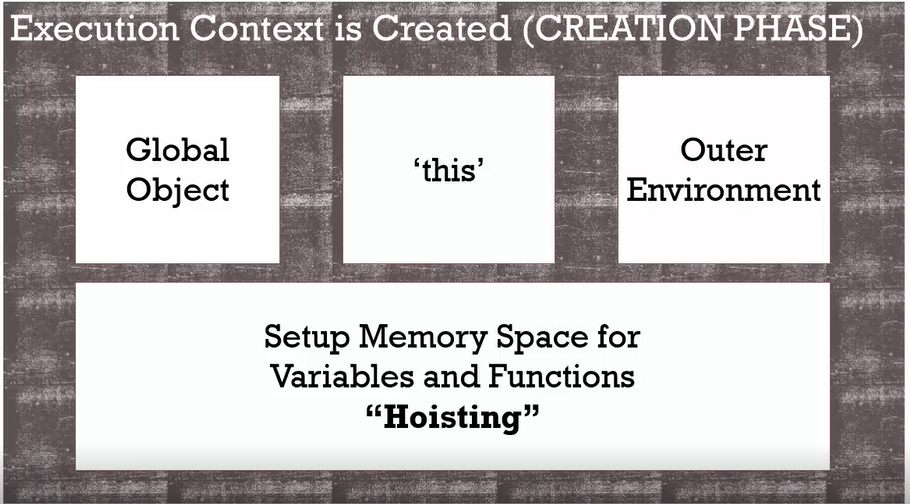 Execution Context is Created (CREATION PHASE)
Global
Object
‘this’
Outer
Environment
Setup Memory Space for
Variables and Functions
“Hoisting”